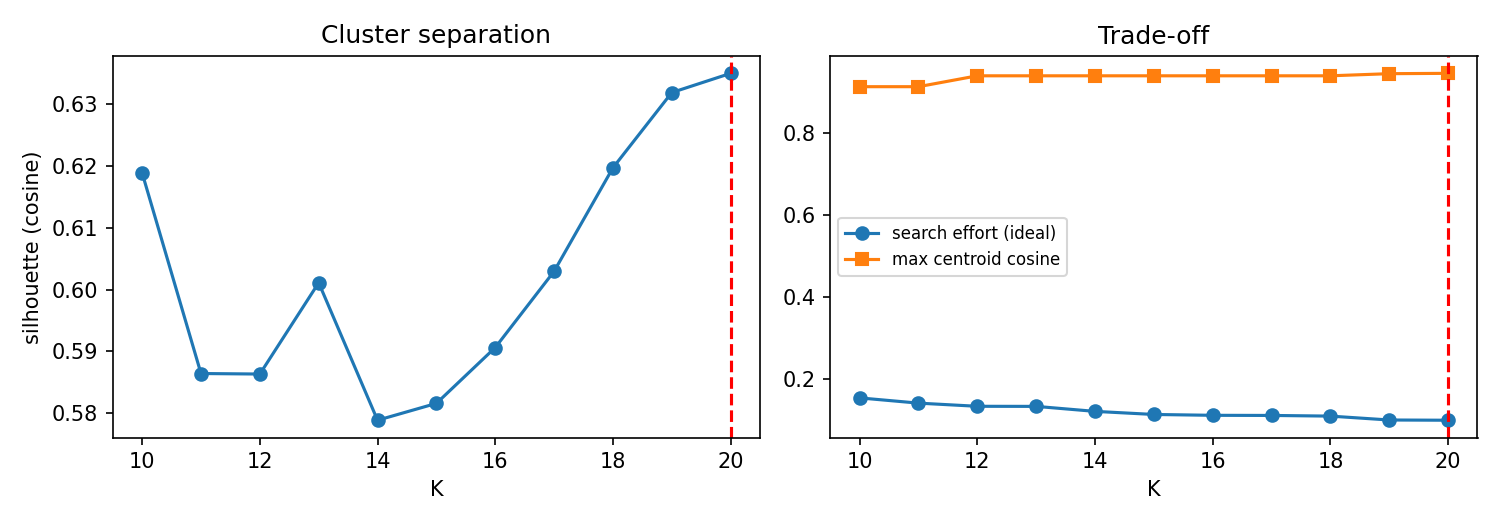 Cluster separation
silhouette (cosine)
0.63
0.62
0.61
0.60
0.59
0.58
10 12 14 16 18 20
K
Trade-off
0.8
0.6
0.4
0.2
search effort (ideal)
max centroid cosine
10 12 14 16 18 20
K